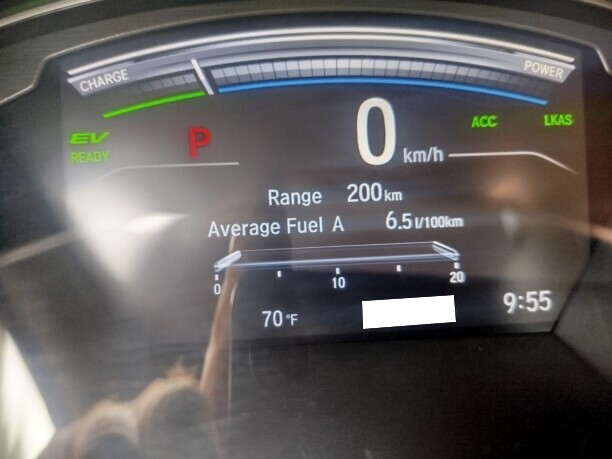 CHARGE POWER
EV
READY
P
0 km/h
ACC LKAS
Range 200 km
Average Fuel A 6.5 l/100km
0 10 20
70 °F
9:55